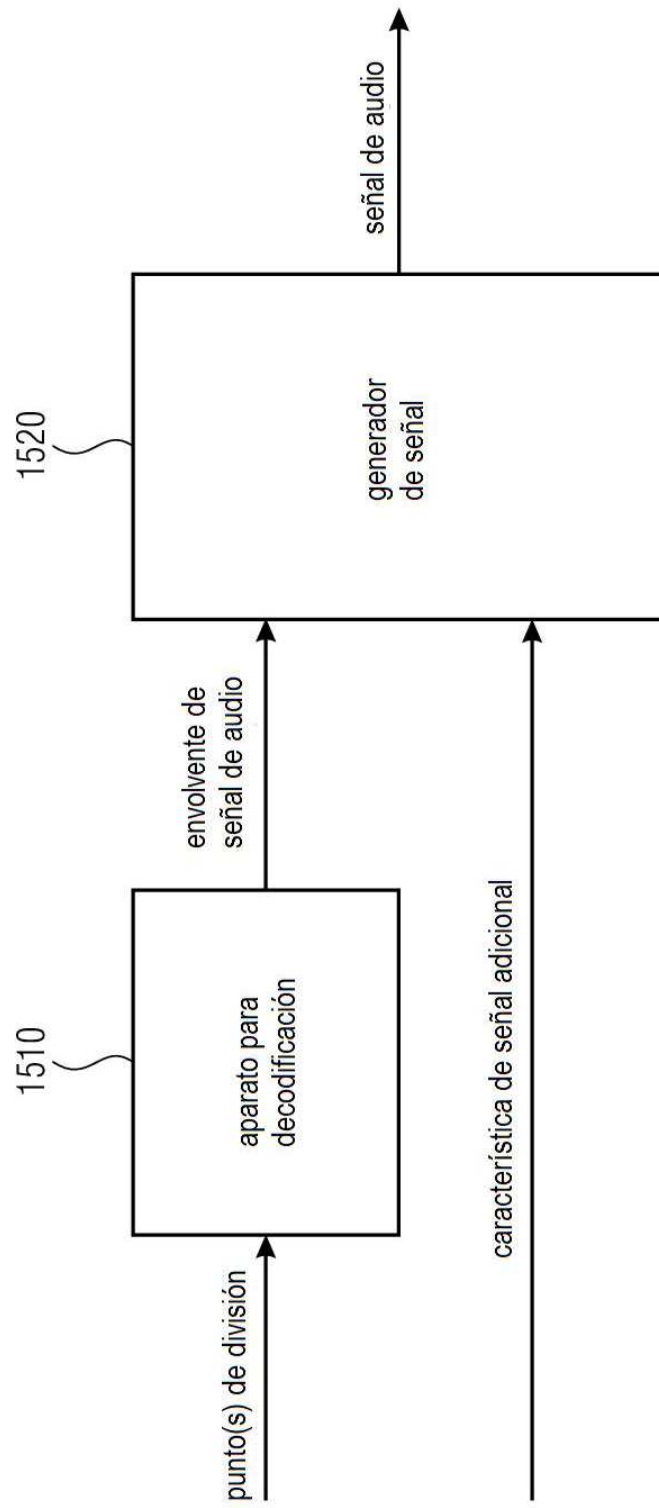 1510
1520
punto(s) de división
aparato para
decodificación
envolvente de
señal de audio
generador
de señal
señal de audio
característica de señal adicional